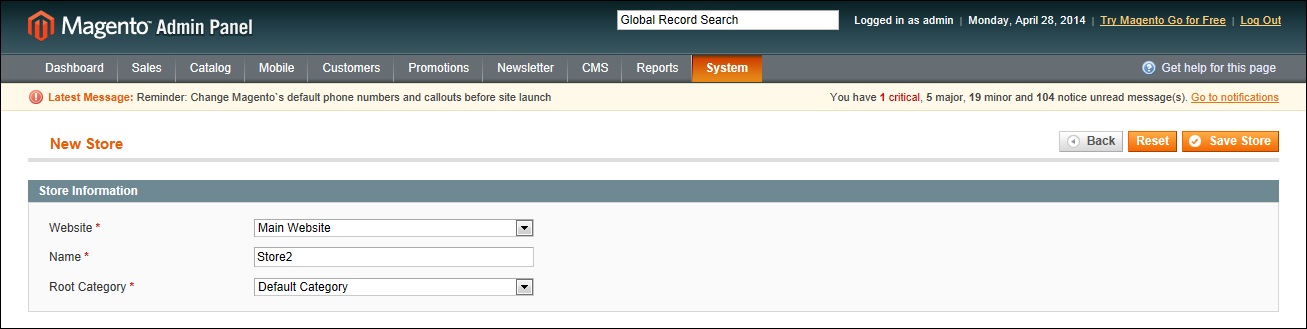 Magento™ Admin Panel
Global Record Search
Logged in as admin | Monday, April 28, 2014 | Try Magento Go for Free | Log Out
Dashboard Sales Catalog Mobile Customers Promotions Newsletter CMS Reports System Get help for this page
Latest Message: Reminder: Change Magento`s default phone numbers and callouts before site launch
You have 1 critical, 5 major, 19 minor and 104 notice unread message(s). Go to notifications
New Store
Back Reset Save Store
Store Information
Website * Main Website
Name * Store2
Root Category * Default Category